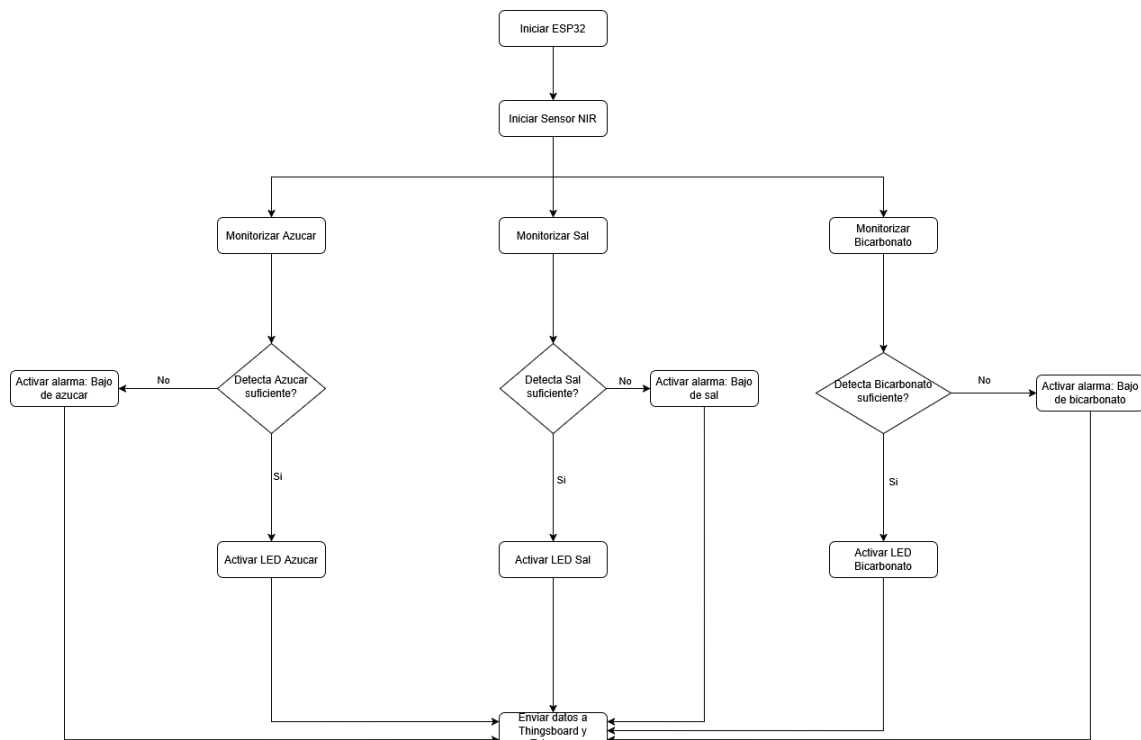 Iniciar ESP32
Iniciar Sensor NIR
Monitorizar Azucar
Monitorizar Sal
Monitorizar
Bicarbonato
Activar alarma: Bajo
de azucar
No
Detecta Azucar
suficiente?
Detecta Sal
suficiente?
No
Activar alarma: Bajo
de sal
Detecta Bicarbonato
suficiente?
No
Activar alarma: Bajo
de bicarbonato
Si
Si
Si
Activar LED Azucar
Activar LED Sal
Activar LED
Bicarbonato
Enviar datos a
Thingsboard y